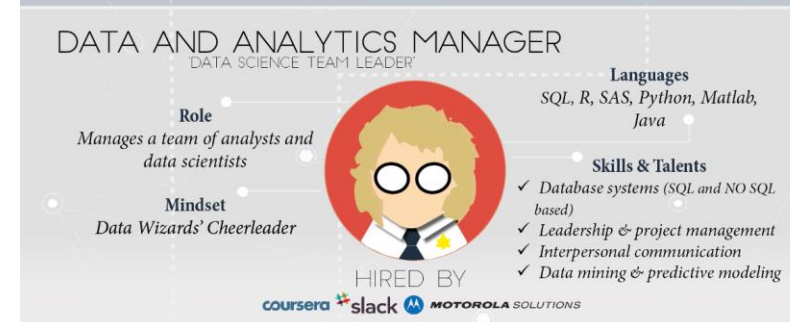 DATA AND ANALYTICS MANAGER
'DATA SCIENCE TEAM LEADER'
Role
Manages a team of analysts and
data scientists
Mindset
Data Wizards' Cheerleader
Languages
SQL, R, SAS, Python, Matlab,
Java
Skills & Talents
✓ Database systems (SQL and NO SQL
based)
✓ Leadership & project management
✓ Interpersonal communication
✓ Data mining & predictive modeling
HIRED BY
coursera slack MOTOROLA SOLUTIONS